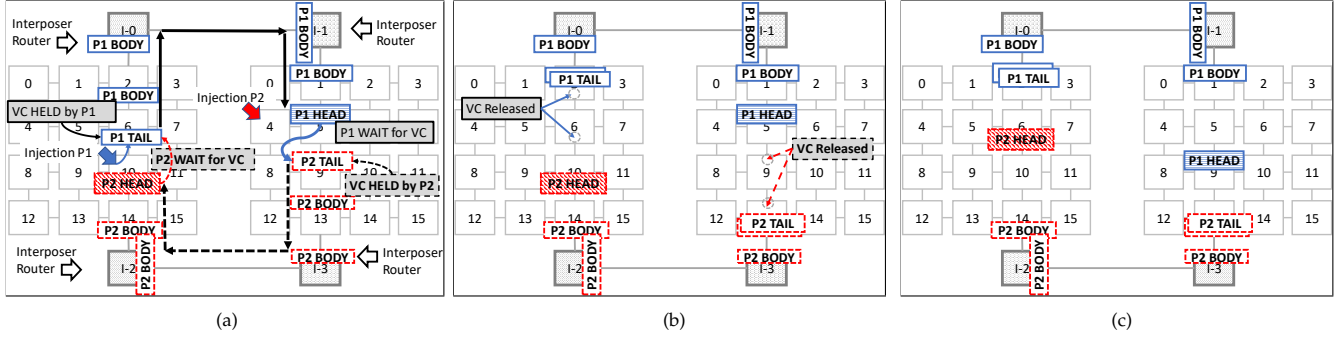 Interposer
Router
I-0
P1 BODY
P1 BODY
I-1
Interposer
Router
0 1 2 3
P1 BODY
0 P1 BODY 1 2 3
VC HELD by P1
4 P1 TAIL 6 7
Injection P2
4 P1 HEAD 5 6 7
P1 WAIT for VC
Injection P1
P2 WAIT for VC
8 9 10 11
P2 HEAD
8 P2 TAIL 9 10 11
VC HELD by P2
12 13 14 15
P2 BODY
12 P2 BODY 13 14 15
Interposer
Router
I-2
P2 BODY
P2 BODY
I-3
Interposer
Router
(a)
I-0
P1 BODY
P1 BODY
I-1
0 1 P1 TAIL 3
0 P1 BODY 2 3
VC Released
4 6 7
4 P1 HEAD 5 6 7
8 9 10 11
P2 HEAD
8 9 10 11
VC Released
12 13 14 15
P2 BODY
12 P2 TAIL 15
I-2
P2 BODY
P2 BODY
I-3
(b)
I-0
P1 BODY
P1 BODY
I-1
0 1 P1 TAIL 3
0 P1 BODY 2 3
4 5 6 7
P2 HEAD
4 5 6 7
8 9 10 11
8 P1 HEAD 9 10 11
12 13 14 15
P2 BODY
12 P2 TAIL 14 15
I-2
P2 BODY
P2 BODY
I-3
(c)